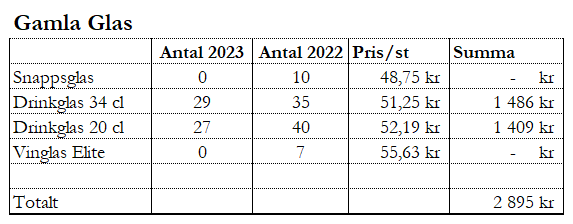 Gamla Glas
Antal 2023 Antal 2022 Pris/st Summa
Snappsglas 0 10 48,75 kr - kr
Drinkglas 34 cl 29 35 51,25 kr 1 486 kr
Drinkglas 20 cl 27 40 52,19 kr 1 409 kr
Vinglas Elite 0 7 55,63 kr - kr
Totalt 2 895 kr